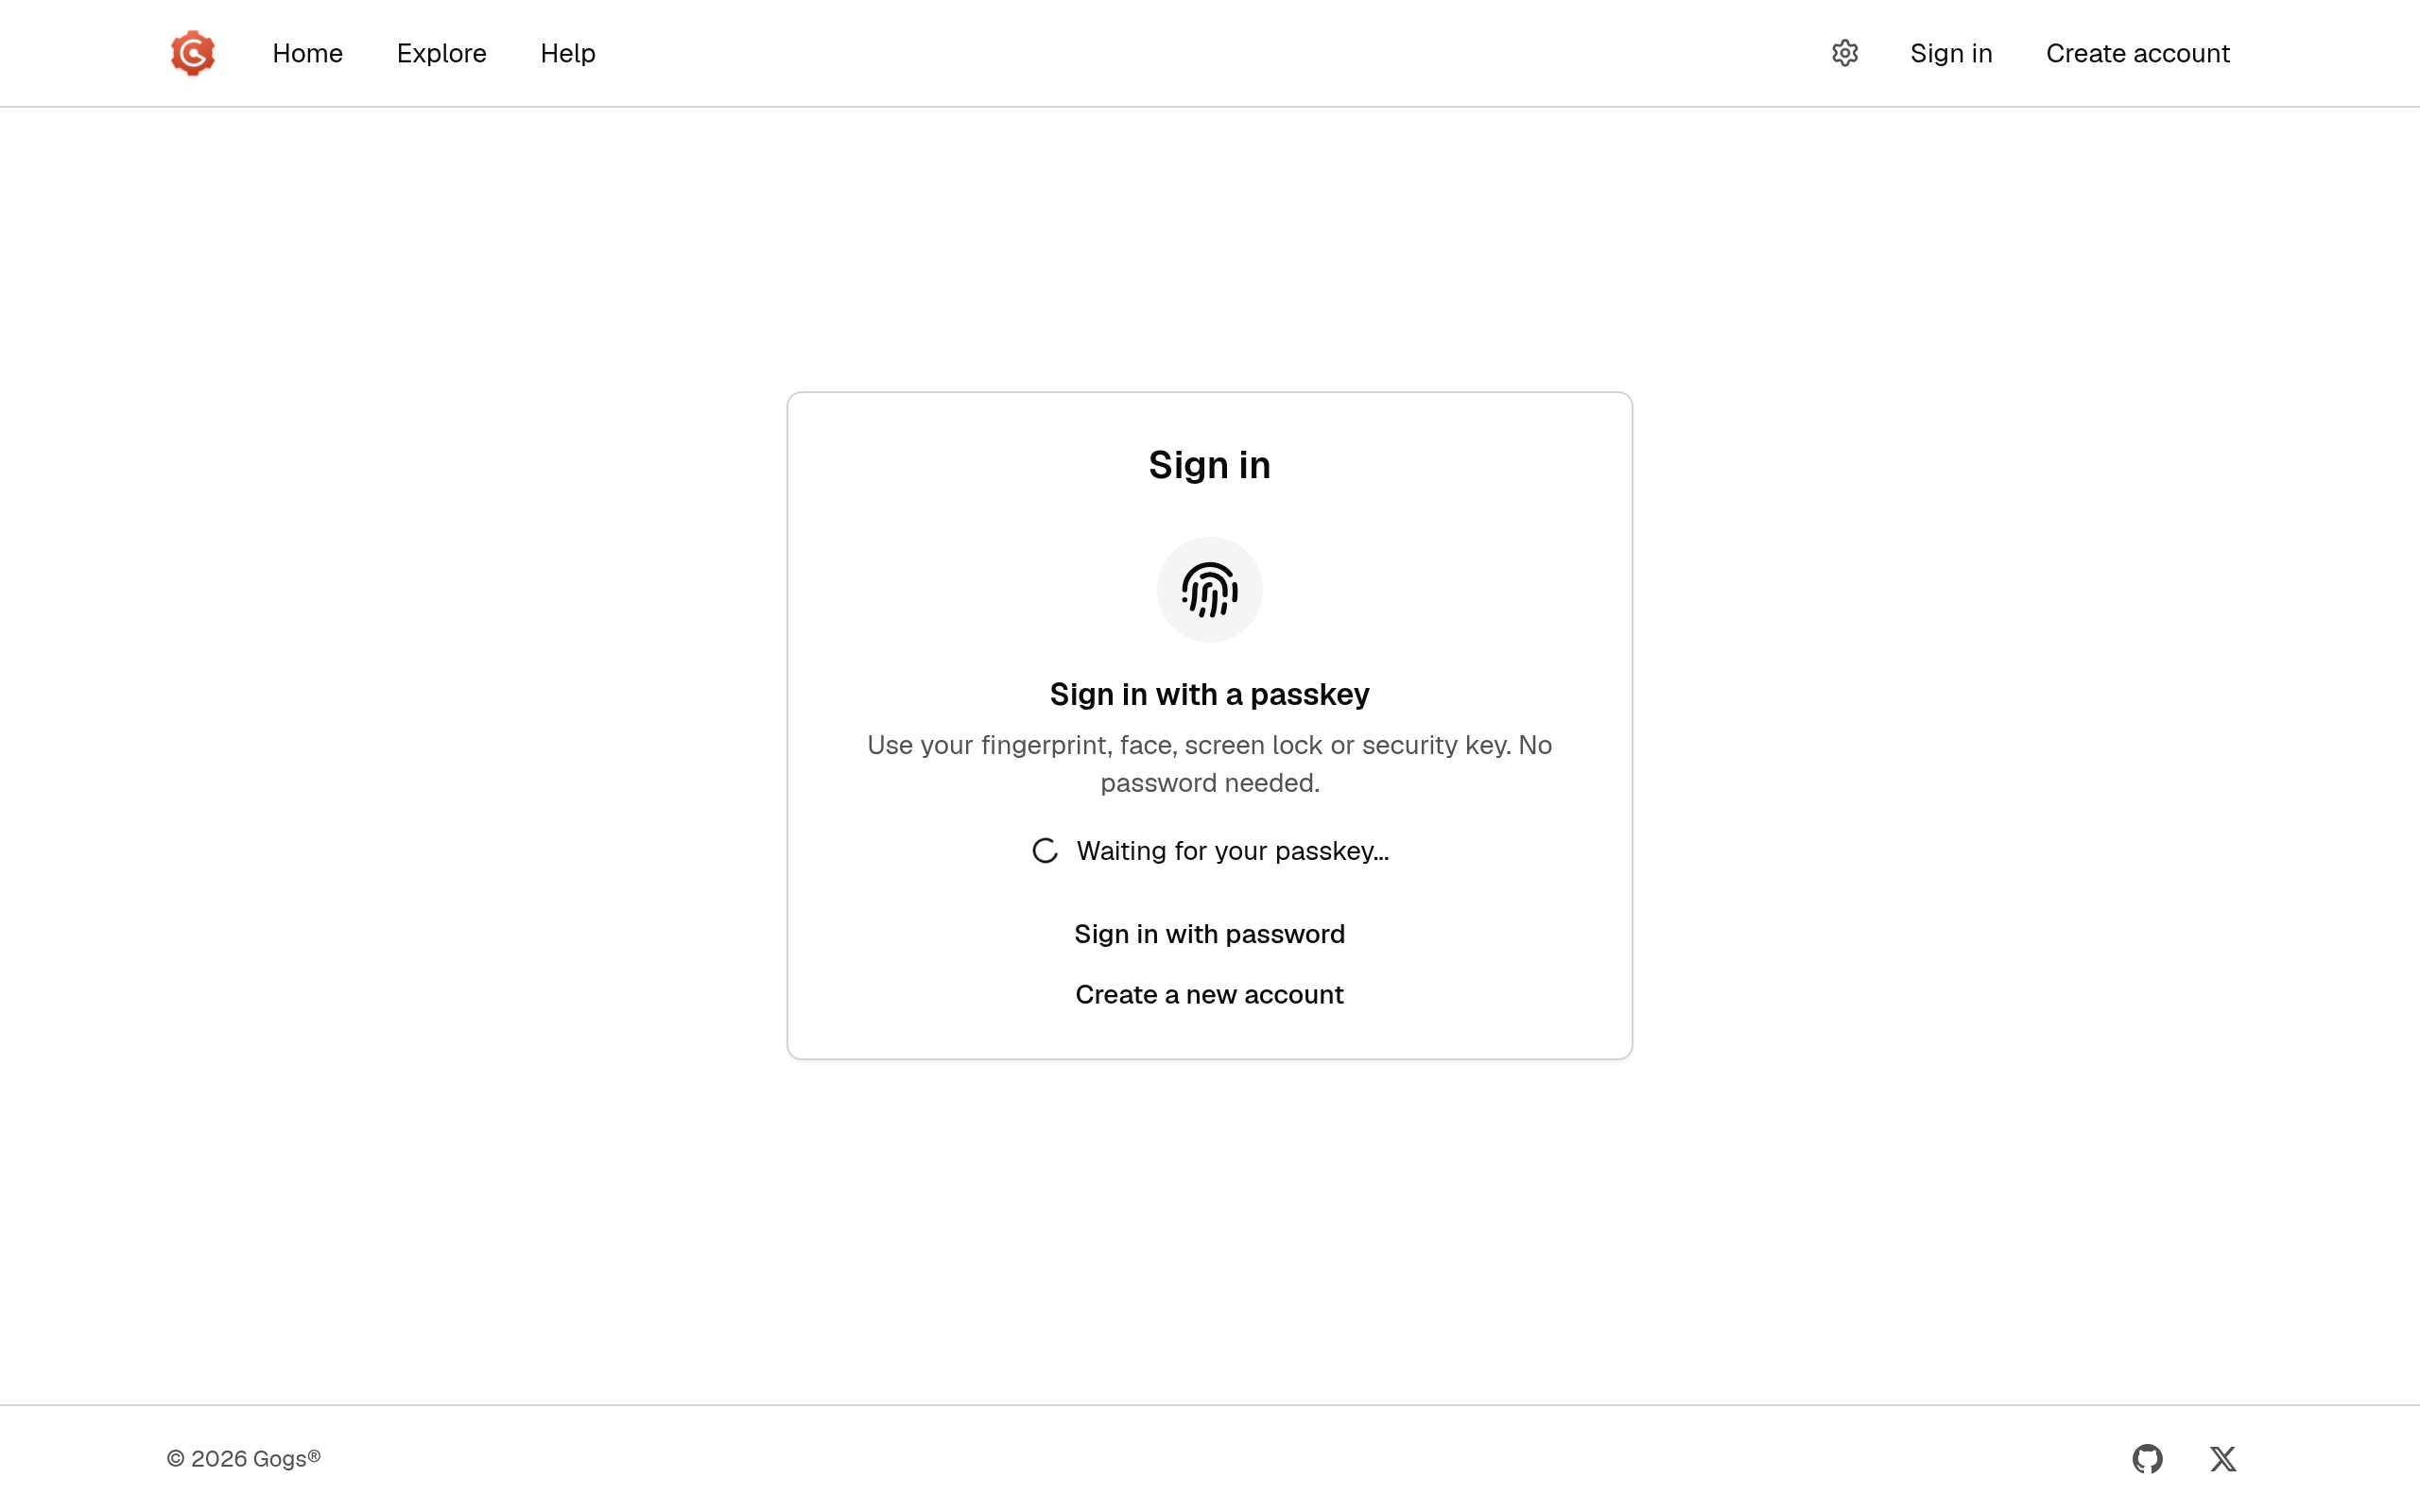 Home
Explore
Help
Sign in
Create account
Sign in
Sign in with a passkey
Use your fingerprint, face, screen lock or security key. No
password needed.
Waiting for your passkey...
Sign in with password
Create a new account
© 2026 Gogs®